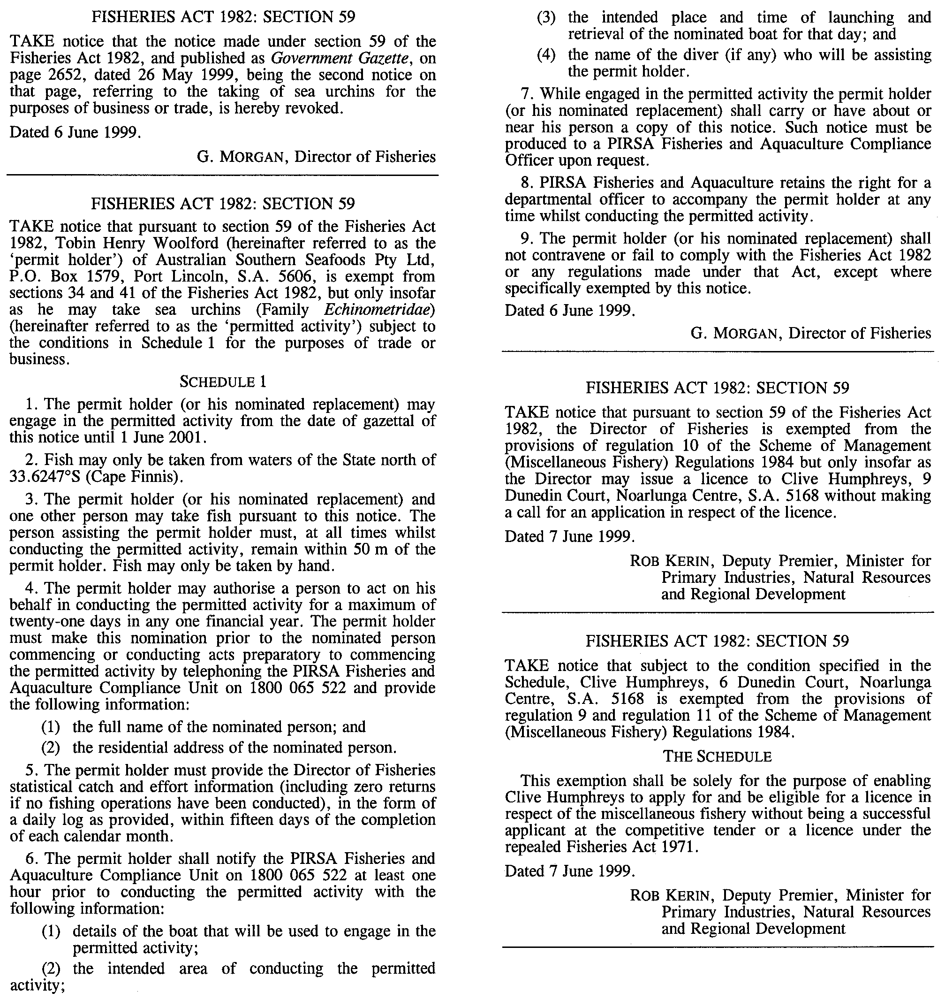 FISHERIES ACT 1982: SECTION 59
TAKE notice that the notice made under section 59 of the
Fisheries Act 1982, and published as Government Gazette, on
page 2652, dated 26 May 1999, being the second notice on
that page, referring to the taking of sea urchins for the
purposes of business or trade, is hereby revoked.
Dated 6 June 1999.
G. MORGAN, Director of Fisheries
FISHERIES ACT 1982: SECTION 59
TAKE notice that pursuant to section 59 of the Fisheries Act
1982, Tobin Henry Woolford (hereinafter referred to as the
‘permit holder’) of Australian Southern Seafoods Pty Ltd,
P.O. Box 1579, Port Lincoln, S.A. 5606, is exempt from
sections 34 and 41 of the Fisheries Act 1982, but only insofar
as he may take sea urchins (Family Echinometridae)
(hereinafter referred to as the ‘permitted activity’) subject to
the conditions in Schedule 1 for the purposes of trade or
business.
SCHEDULE 1
1. The permit holder (or his nominated replacement) may
engage in the permitted activity from the date of gazettal of
this notice until 1 June 2001.
2. Fish may only be taken from waters of the State north of
33.6247°S (Cape Finnis).
3. The permit holder (or his nominated replacement) and
one other person may take fish pursuant to this notice. The
person assisting the permit holder must, at all times whilst
conducting the permitted activity, remain within 50 m of the
permit holder. Fish may only be taken by hand.
4. The permit holder may authorise a person to act on his
behalf in conducting the permitted activity for a maximum of
twenty-one days in any one financial year. The permit holder
must make this nomination prior to the nominated person
commencing or conducting acts preparatory to commencing
the permitted activity by telephoning the PIRSA Fisheries and
Aquaculture Compliance Unit on 1800 065 522 and provide
the following information:
(1) the full name of the nominated person; and
(2) the residential address of the nominated person.
5. The permit holder must provide the Director of Fisheries
statistical catch and effort information (including zero returns
if no fishing operations have been conducted), in the form of
a daily log as provided, within fifteen days of the completion
of each calendar month.
6. The permit holder shall notify the PIRSA Fisheries and
Aquaculture Compliance Unit on 1800 065 522 at least one
hour prior to conducting the permitted activity with the
following information:
(1) details of the boat that will be used to engage in the
permitted activity;
(2) the intended area of conducting the permitted
activity;
(3) the intended place and time of launching and
retrieval of the nominated boat for that day; and
(4) the name of the diver (if any) who will be assisting
the permit holder.
7. While engaged in the permitted activity the permit holder
(or his nominated replacement) shall carry or have about or
near his person a copy of this notice. Such notice must be
produced to a PIRSA Fisheries and Aquaculture Compliance
Officer upon request.
8. PIRSA Fisheries and Aquaculture retains the right for a
departmental officer to accompany the permit holder at any
time whilst conducting the permitted activity.
9. The permit holder (or his nominated replacement) shall
not contravene or fail to comply with the Fisheries Act 1982
or any regulations made under that Act, except where
specifically exempted by this notice.
Dated 6 June 1999.
G. MORGAN, Director of Fisheries
FISHERIES ACT 1982: SECTION 59
TAKE notice that pursuant to section 59 of the Fisheries Act
1982, the Director of Fisheries is exempted from the
provisions of regulation 10 of the Scheme of Management
(Miscellaneous Fishery) Regulations 1984 but only insofar as
the Director may issue a licence to Clive Humphreys, 9
Dunedin Court, Noarlunga Centre, S.A. 5168 without making
a call for an application in respect of the licence.
Dated 7 June 1999.
ROB KERIN, Deputy Premier, Minister for
Primary Industries, Natural Resources
and Regional Development
FISHERIES ACT 1982: SECTION 59
TAKE notice that subject to the condition specified in the
Schedule, Clive Humphreys, 6 Dunedin Court, Noarlunga
Centre, S.A. 5168 is exempted from the provisions of
regulation 9 and regulation 11 of the Scheme of Management
(Miscellaneous Fishery) Regulations 1984.
THE SCHEDULE
This exemption shall be solely for the purpose of enabling
Clive Humphreys to apply for and be eligible for a licence in
respect of the miscellaneous fishery without being a successful
applicant at the competitive tender or a licence under the
repealed Fisheries Act 1971.
Dated 7 June 1999.
ROB KERIN, Deputy Premier, Minister for
Primary Industries, Natural Resources
and Regional Development